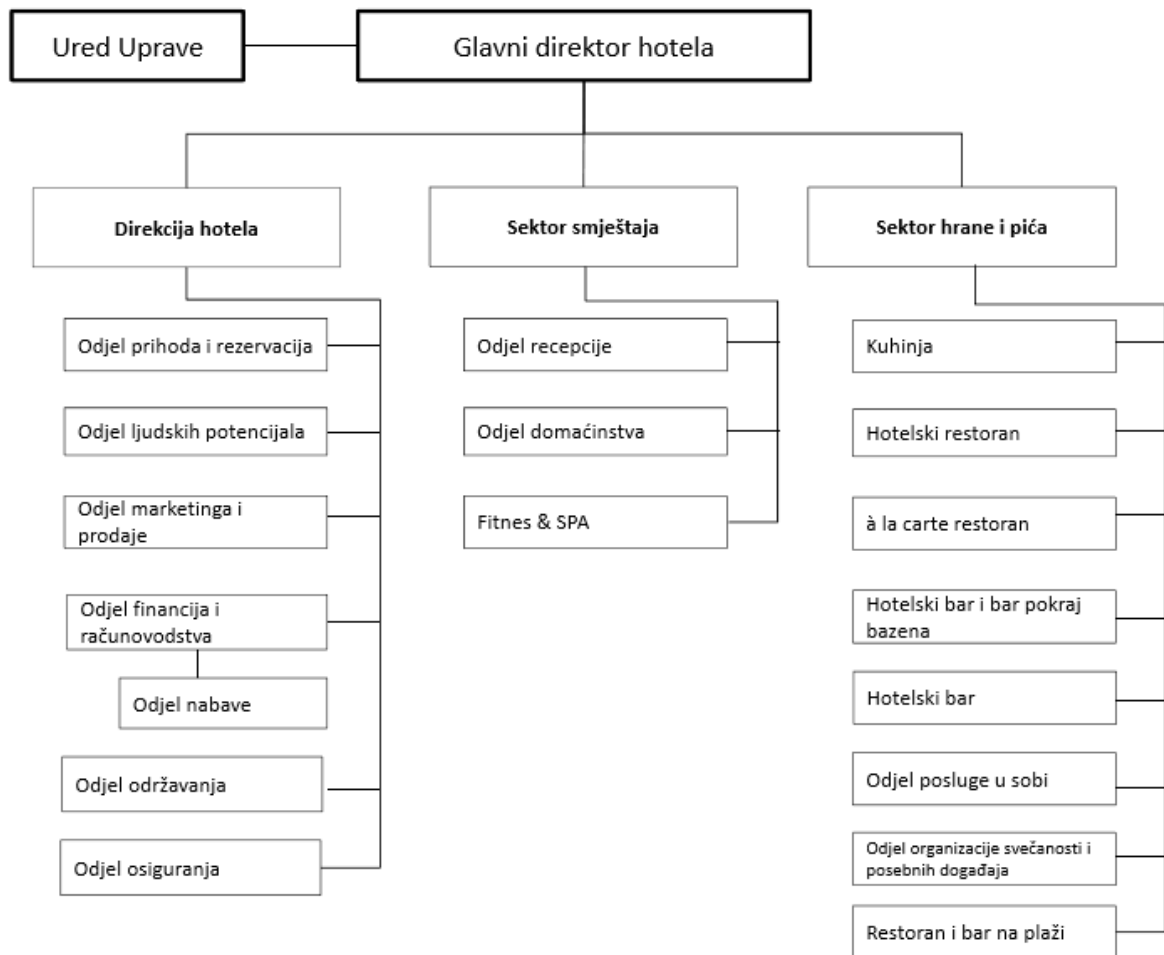 Ured Uprave
Glavni direktor hotela
Direkcija hotela
Odjel prihoda i rezervacija
Odjel ljudskih potencijala
Odjel marketinga i
prodaje
Odjel financija i
računovodstva
Odjel nabave
Odjel održavanja
Odjel osiguranja
Sektor smještaja
Odjel recepcije
Odjel domaćinstva
Fitnes & SPA
Sektor hrane i pića
Kuhinja
Hotelski restoran
à la carte restoran
Hotelski bar i bar pokraj
bazena
Hotelski bar
Odjel posluge u sobi
Odjel organizacije svečanosti i
posebnih događaja
Restoran i bar na plaži